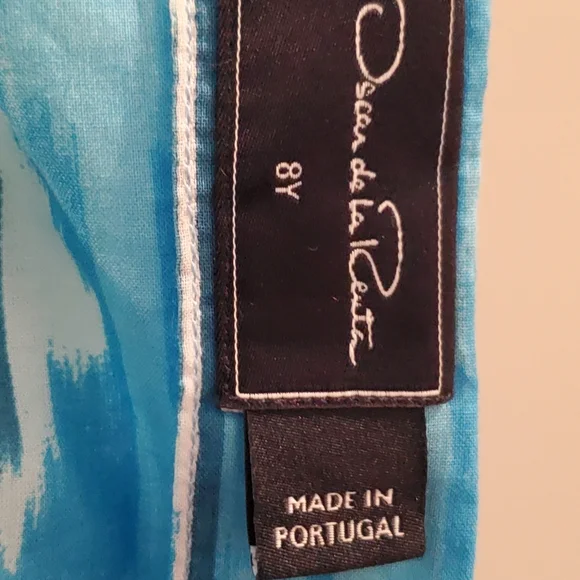 Oscar de la Renta
8Y
MADE IN
PORTUGAL